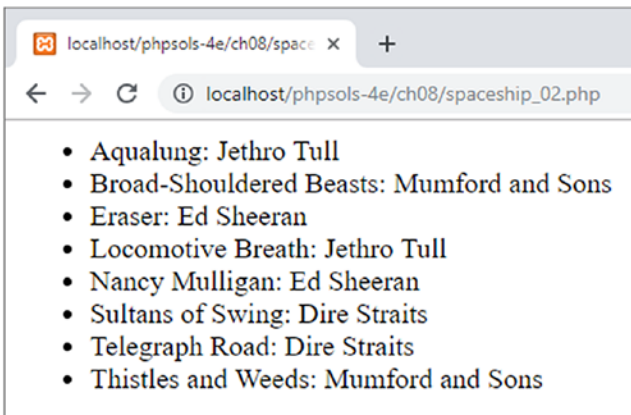 localhost/phpsols-4e/ch08/space
localhost/phpsols-4e/ch08/spaceship_02.php
• Aqualung: Jethro Tull
• Broad-Shouldered Beasts: Mumford and Sons
• Eraser: Ed Sheeran
• Locomotive Breath: Jethro Tull
• Nancy Mulligan: Ed Sheeran
• Sultans of Swing: Dire Straits
• Telegraph Road: Dire Straits
• Thistles and Weeds: Mumford and Sons